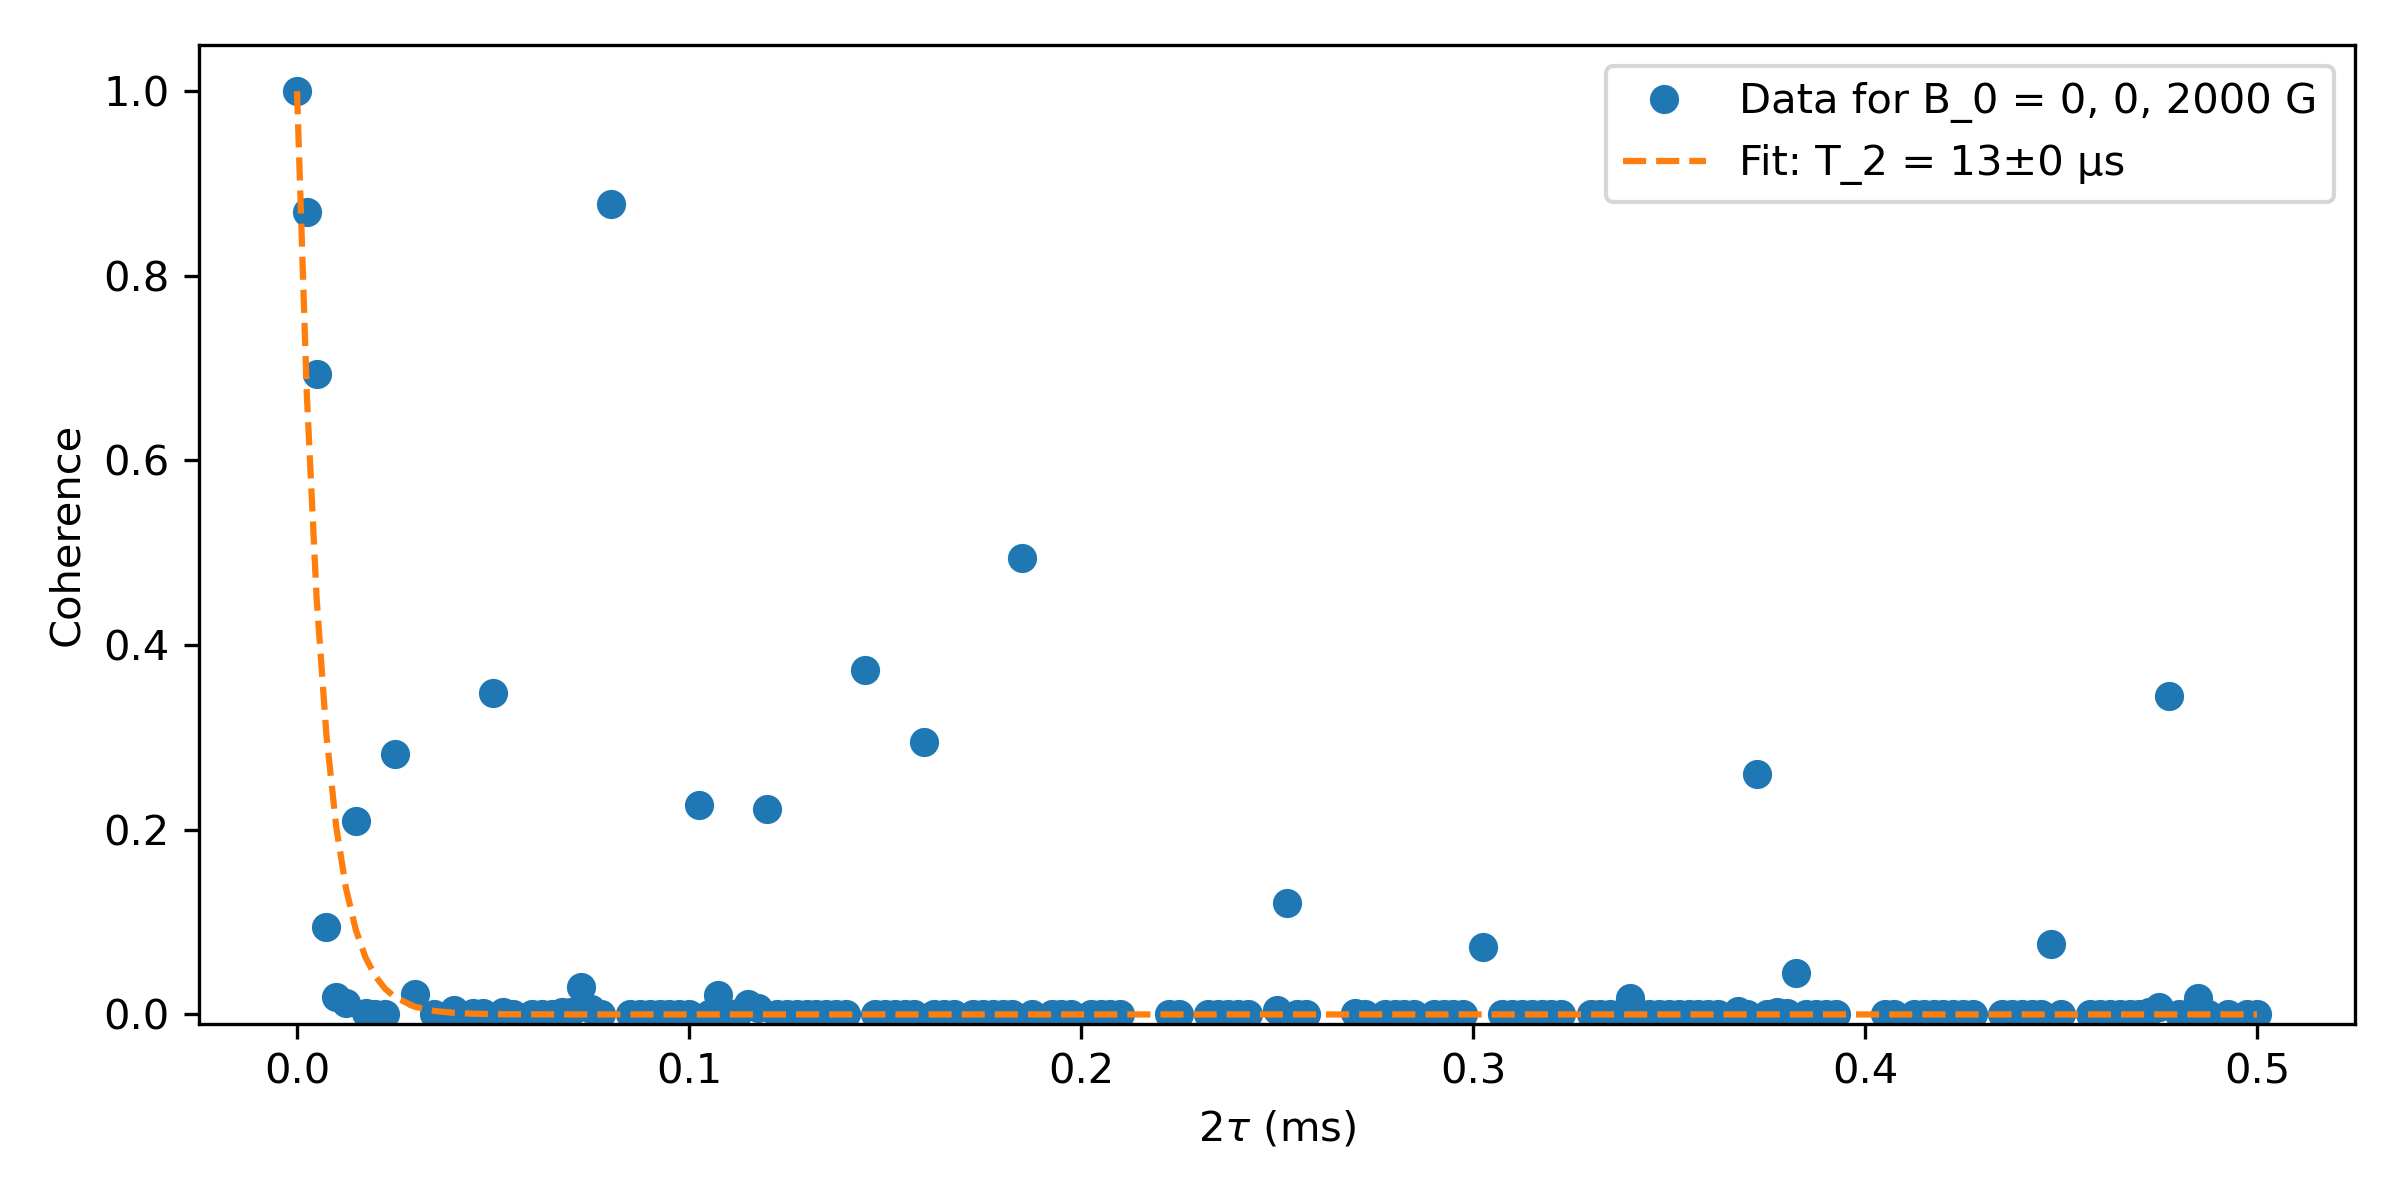 Data for B_0 = 0, 0, 2000 G
Fit: T_2 = 13±0 µs
1.0
0.8
0.6
0.4
0.2
0.0
Coherence
0.0 0.1 0.2 0.3 0.4 0.5
2τ (ms)